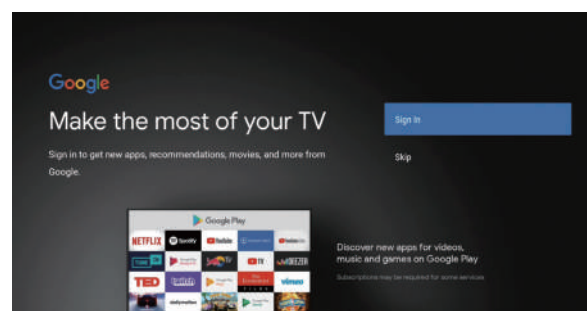 Google
Make the most of your TV
Sign in to get new apps, recommendations, movies, and more from
Google.
Sign In
Skip
Google Play
NETFLIX
Spotify
YouTube
TV
DEEZER
TED
twitch
vimeo
dailymotion
Discover new apps for videos,
music and games on Google Play
Subscriptions may be required for some services